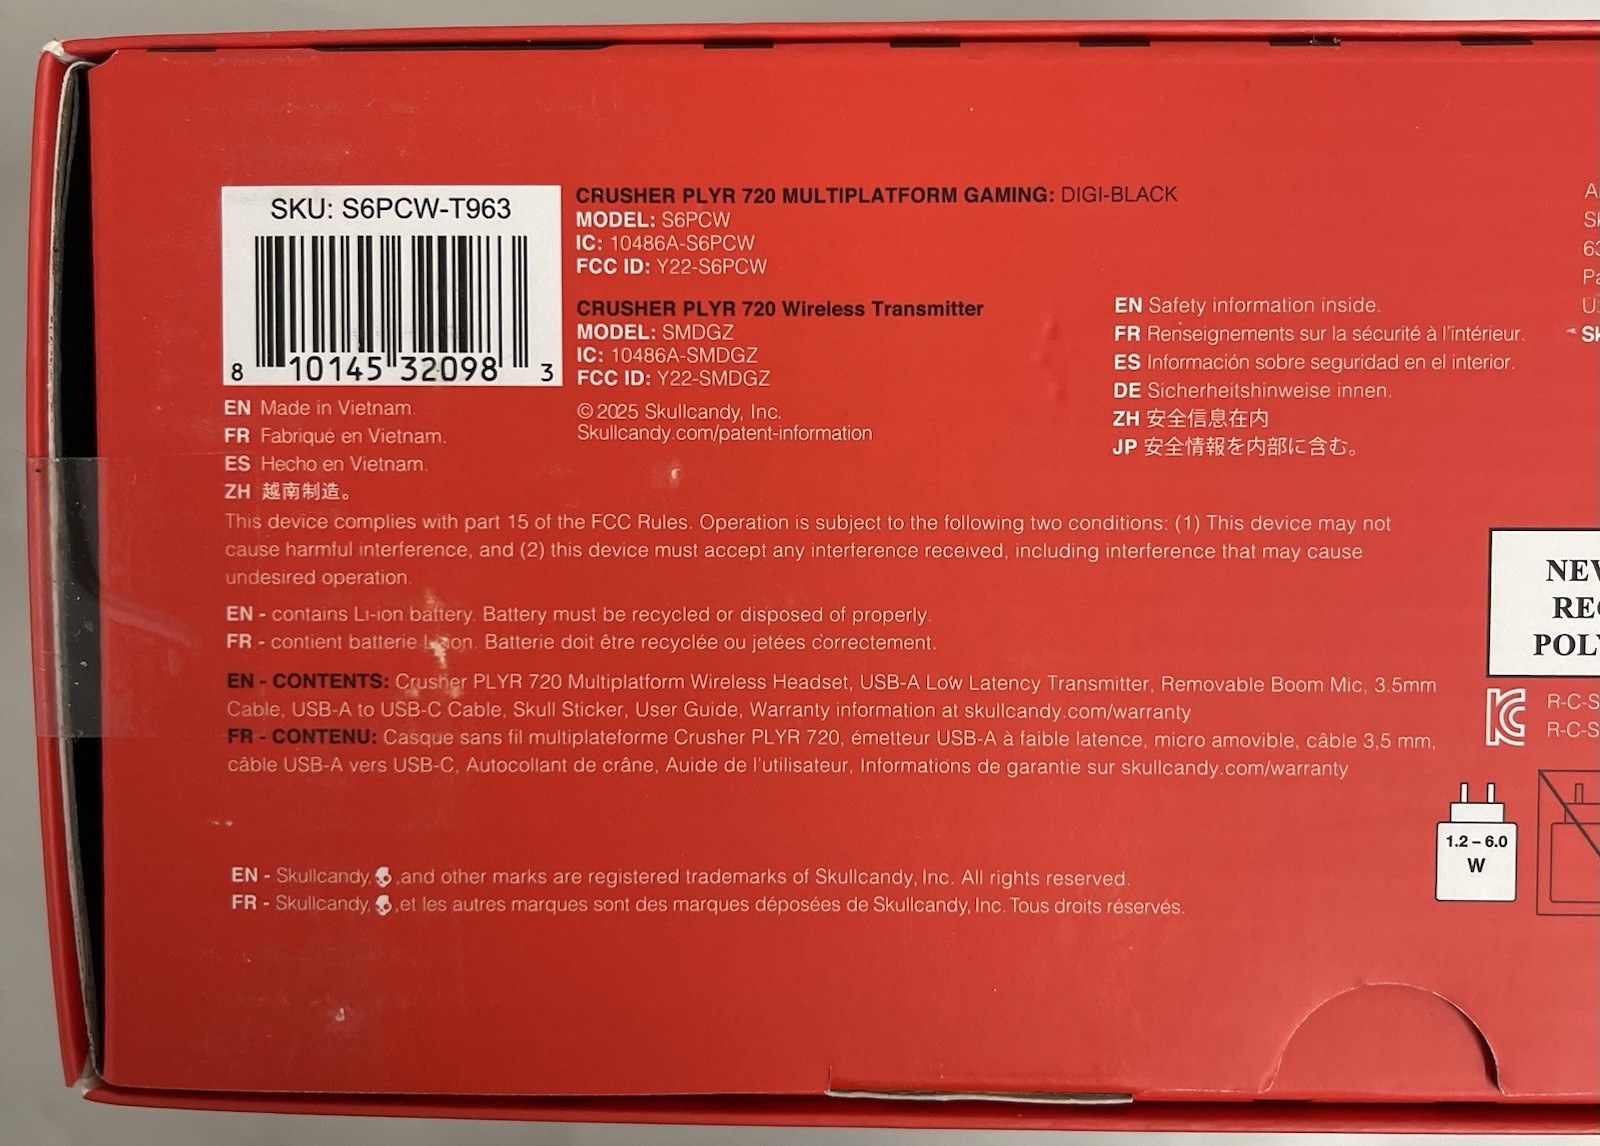 SKU: S6PCW-T963
8 10145 32098 3
CRUSHER PLYR 720 MULTIPLATFORM GAMING: DIGI-BLACK
MODEL: S6PCW
IC: 10486A-S6PCW
FCC ID: Y22-S6PCW
CRUSHER PLYR 720 Wireless Transmitter
MODEL: SMDGZ
IC: 10486A-SMDGZ
FCC ID: Y22-SMDGZ
© 2025 Skullcandy, Inc.
Skullcandy.com/patent-information
EN Safety information inside.
FR Renseignements sur la sécurité à l'intérieur.
ES Información sobre seguridad en el interior.
DE Sicherheitshinweise innen.
ZH 安全信息在内
JP 安全情報を内部に含む。
EN Made in Vietnam.
FR Fabriqué en Vietnam.
ES Hecho en Vietnam.
ZH 越南制造。
This device complies with part 15 of the FCC Rules. Operation is subject to the following two conditions: (1) This device may not
cause harmful interference, and (2) this device must accept any interference received, including interference that may cause
undesired operation.
EN - contains Li-ion battery. Battery must be recycled or disposed of properly.
FR - contient batterie Li-ion. Batterie doit être recyclée ou jetées correctement.
EN - CONTENTS: Crusher PLYR 720 Multiplatform Wireless Headset, USB-A Low Latency Transmitter, Removable Boom Mic, 3.5mm
Cable, USB-A to USB-C Cable, Skull Sticker, User Guide, Warranty information at skullcandy.com/warranty
FR - CONTENU: Casque sans fil multiplateforme Crusher PLYR 720, émetteur USB-A à faible latence, micro amovible, câble 3,5 mm,
câble USB-A vers USB-C, Autocollant de crâne, Auide de l'utilisateur, Informations de garantie sur skullcandy.com/warranty
R-C-S
R-C-S
1.2 – 6.0
W
EN - Skullcandy, ,and other marks are registered trademarks of Skullcandy, Inc. All rights reserved.
FR - Skullcandy, ,et les autres marques sont des marques déposées de Skullcandy, Inc. Tous droits réservés.